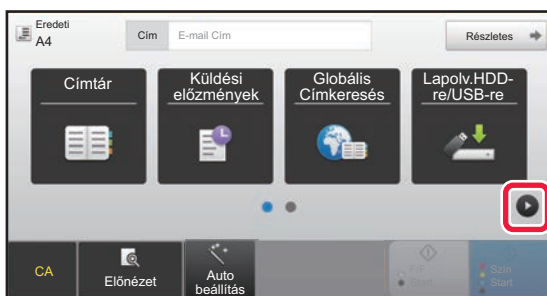 Eredeti
A4
Cím
E-mail Cím
Részletes
Címtár
Küldési
előzmények
Globális
Címkeresés
Lapolv.HDD-
re/USB-re
CA
Előnézet
Auto
beállítás
Start
Szín
Start